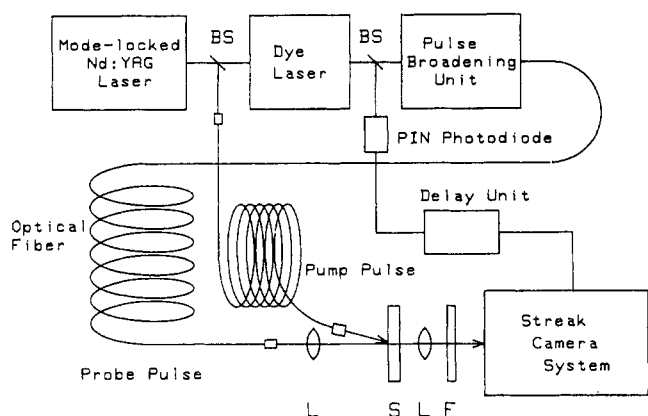 Mode-locked
Nd:YAG
Laser
BS
Dye
Laser
BS
Pulse
Broadening
Unit
PIN Photodiode
Optical
Fiber
Delay Unit
Pump Pulse
Streak
Camera
System
Probe Pulse
L
S
L
F